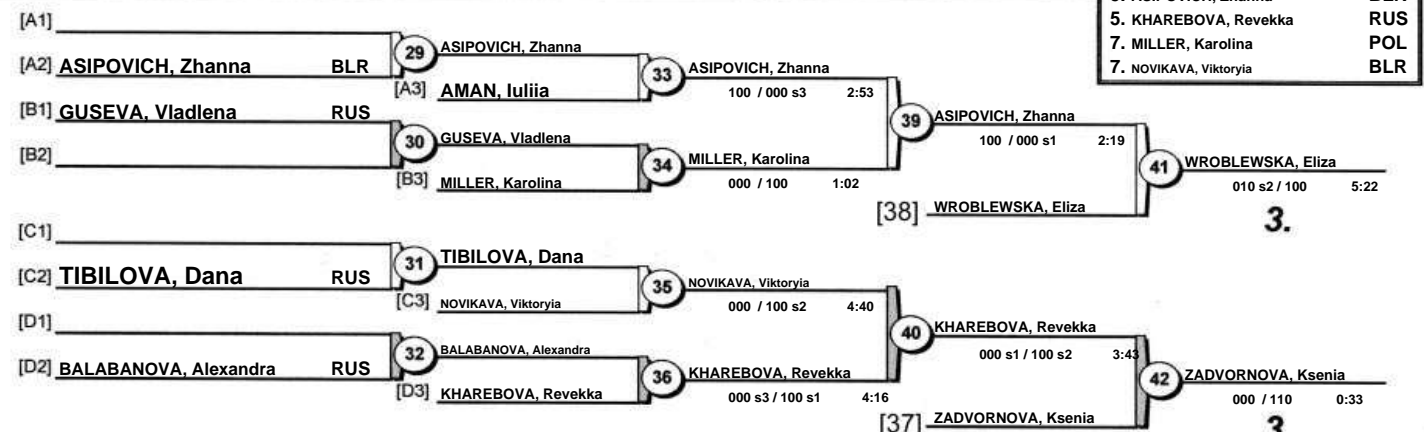 5. KHAREBOVA, Revekka RUS
7. MILLER, Karolina POL
7. NOVIKAVA, Viktoryia BLR
[A1]
[A2] ASIPOVICH, Zhanna BLR
29 ASIPOVICH, Zhanna
[A3] AMAN, Iuliia
33 ASIPOVICH, Zhanna
100 / 000 s3 2:53
[B1] GUSEVA, Vladlena RUS
[B2]
30 GUSEVA, Vladlena
[B3] MILLER, Karolina
34 MILLER, Karolina
000 / 100 1:02
39 ASIPOVICH, Zhanna
100 / 000 s1 2:19
[38] WROBLEWSKA, Eliza
41 WROBLEWSKA, Eliza
010 s2 / 100 5:22
3.
[C1]
[C2] TIBILOVA, Dana RUS
31 TIBILOVA, Dana
[C3] NOVIKAVA, Viktoryia
35 NOVIKAVA, Viktoryia
000 / 100 s2 4:40
[D1]
[D2] BALABANOVA, Alexandra RUS
32 BALABANOVA, Alexandra
[D3] KHAREBOVA, Revekka
36 KHAREBOVA, Revekka
000 s3 / 100 s1 4:16
40 KHAREBOVA, Revekka
000 s1 / 100 s2 3:43
[37] ZADVORNOVA, Ksenia
42 ZADVORNOVA, Ksenia
000 / 110 0:33
3